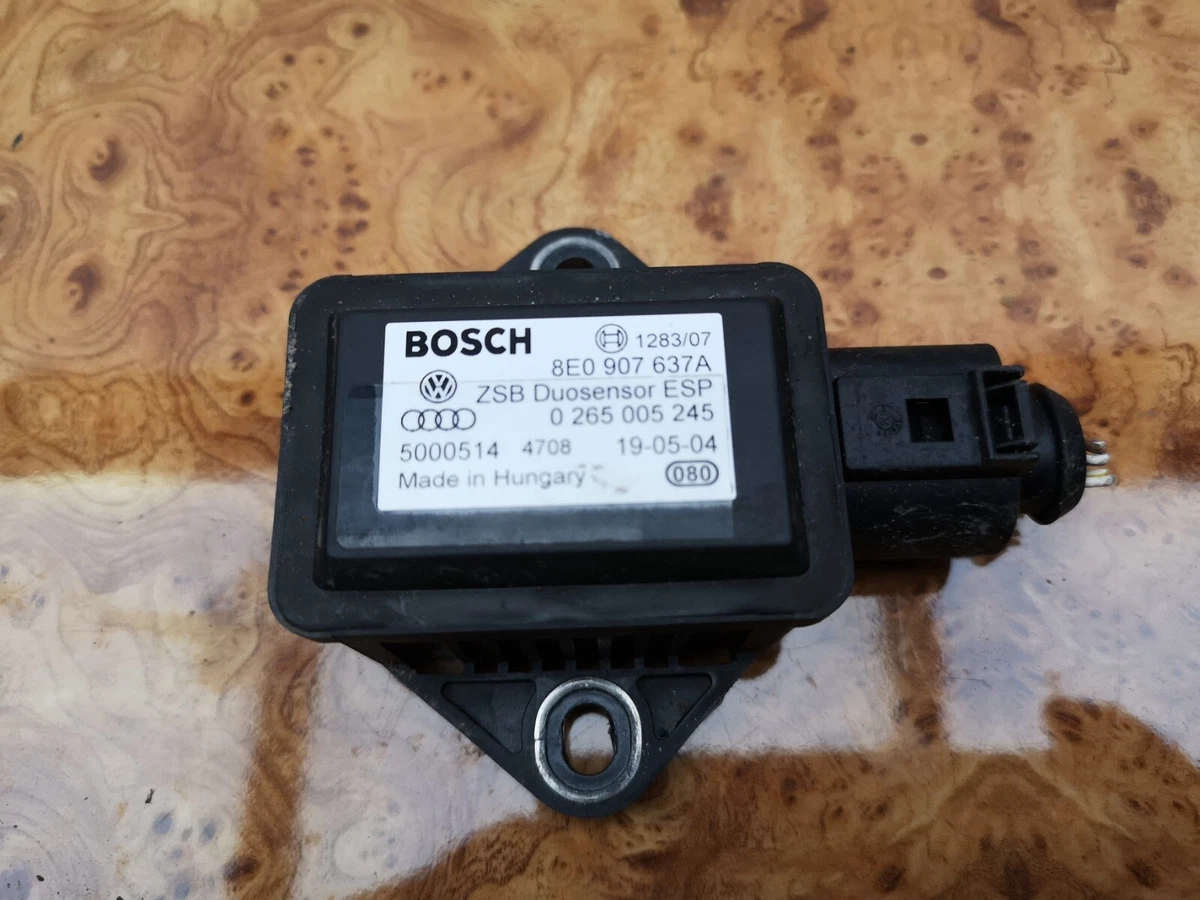 BOSCH 1283/07
8E0 907 637A
ZSB Duosensor ESP
0 265 005 245
5000514 4708 19-05-04
Made in Hungary 080